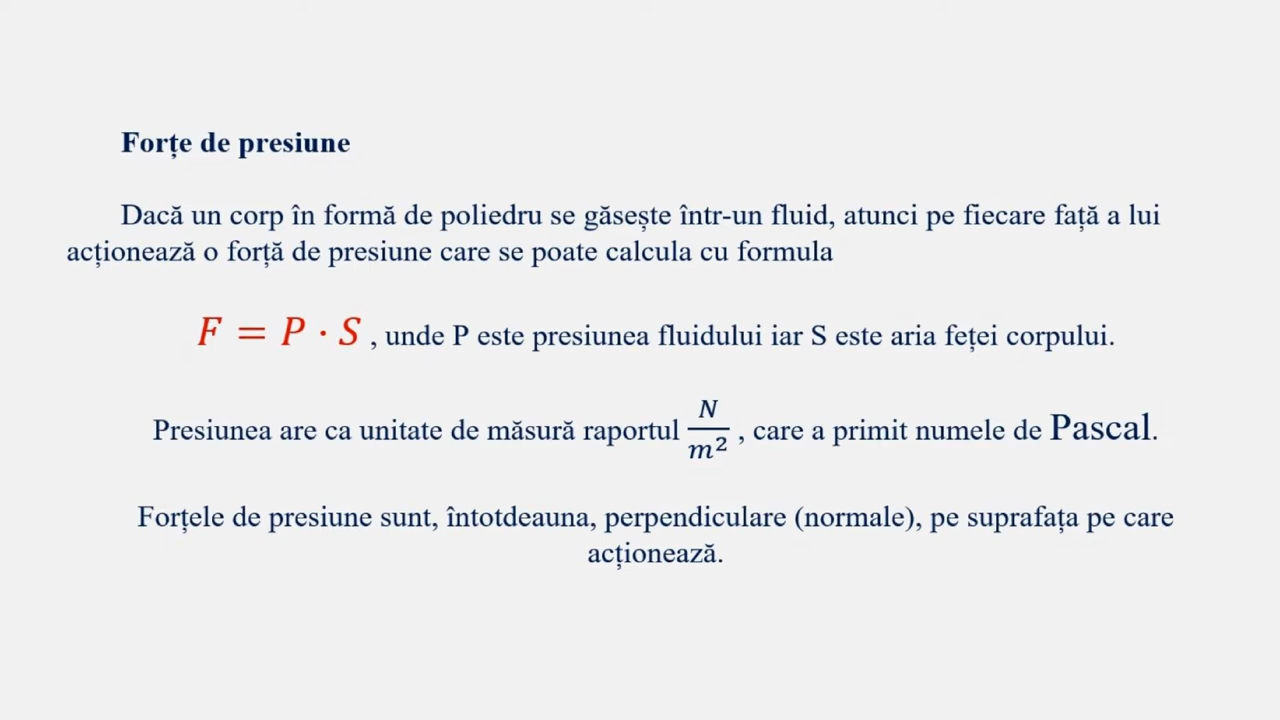 Forțe de presiune
Dacă un corp în formă de poliedru se găsește într-un fluid, atunci pe fiecare față a lui
acționează o forță de presiune care se poate calcula cu formula
F = P · S , unde P este presiunea fluidului iar S este aria feței corpului.
Presiunea are ca unitate de măsură raportul N/m² , care a primit numele de Pascal.
Forțele de presiune sunt, întotdeauna, perpendiculare (normale), pe suprafața pe care
acționează.